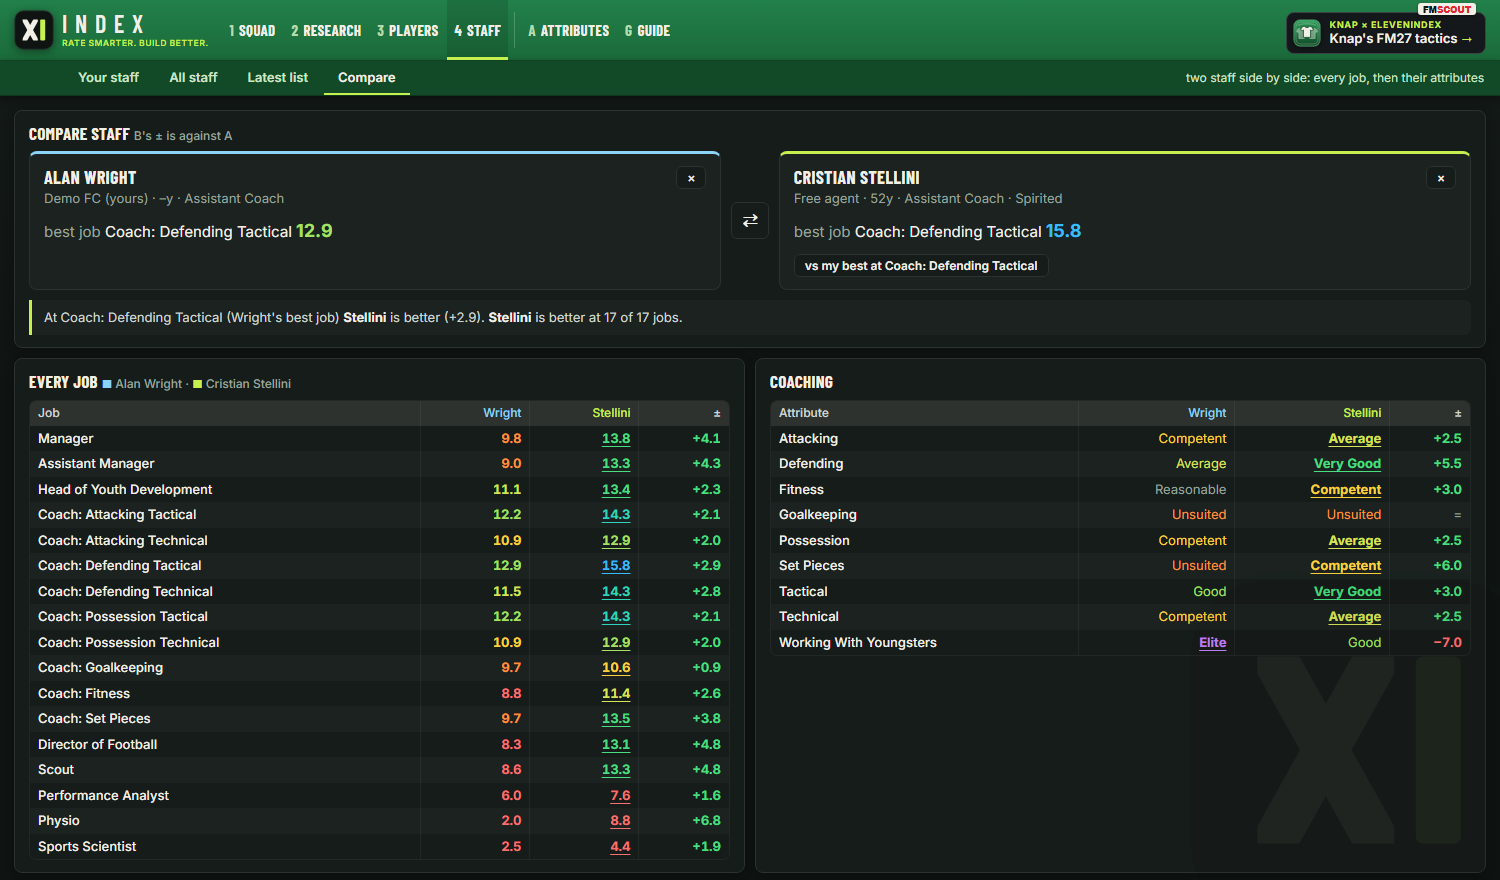 XI INDEX
RATE SMARTER. BUILD BETTER.
1 SQUAD 2 RESEARCH 3 PLAYERS 4 STAFF A ATTRIBUTES G GUIDE
FMSCOUT
KNAP × ELEVENINDEX
Knap's FM27 tactics →
Your staff All staff Latest list Compare
two staff side by side: every job, then their attributes
COMPARE STAFF B's ± is against A
ALAN WRIGHT ×
Demo FC (yours) · –y · Assistant Coach
best job Coach: Defending Tactical 12.9
⇄
CRISTIAN STELLINI ×
Free agent · 52y · Assistant Coach · Spirited
best job Coach: Defending Tactical 15.8
vs my best at Coach: Defending Tactical
At Coach: Defending Tactical (Wright's best job) Stellini is better (+2.9). Stellini is better at 17 of 17 jobs.
EVERY JOB Alan Wright · Cristian Stellini
Job Wright Stellini ±
Manager 9.8 13.8 +4.1
Assistant Manager 9.0 13.3 +4.3
Head of Youth Development 11.1 13.4 +2.3
Coach: Attacking Tactical 12.2 14.3 +2.1
Coach: Attacking Technical 10.9 12.9 +2.0
Coach: Defending Tactical 12.9 15.8 +2.9
Coach: Defending Technical 11.5 14.3 +2.8
Coach: Possession Tactical 12.2 14.3 +2.1
Coach: Possession Technical 10.9 12.9 +2.0
Coach: Goalkeeping 9.7 10.6 +0.9
Coach: Fitness 8.8 11.4 +2.6
Coach: Set Pieces 9.7 13.5 +3.8
Director of Football 8.3 13.1 +4.8
Scout 8.6 13.3 +4.8
Performance Analyst 6.0 7.6 +1.6
Physio 2.0 8.8 +6.8
Sports Scientist 2.5 4.4 +1.9
COACHING
Attribute Wright Stellini ±
Attacking Competent Average +2.5
Defending Average Very Good +5.5
Fitness Reasonable Competent +3.0
Goalkeeping Unsuited Unsuited =
Possession Competent Average +2.5
Set Pieces Unsuited Competent +6.0
Tactical Good Very Good +3.0
Technical Competent Average +2.5
Working With Youngsters Elite Good −7.0
XI